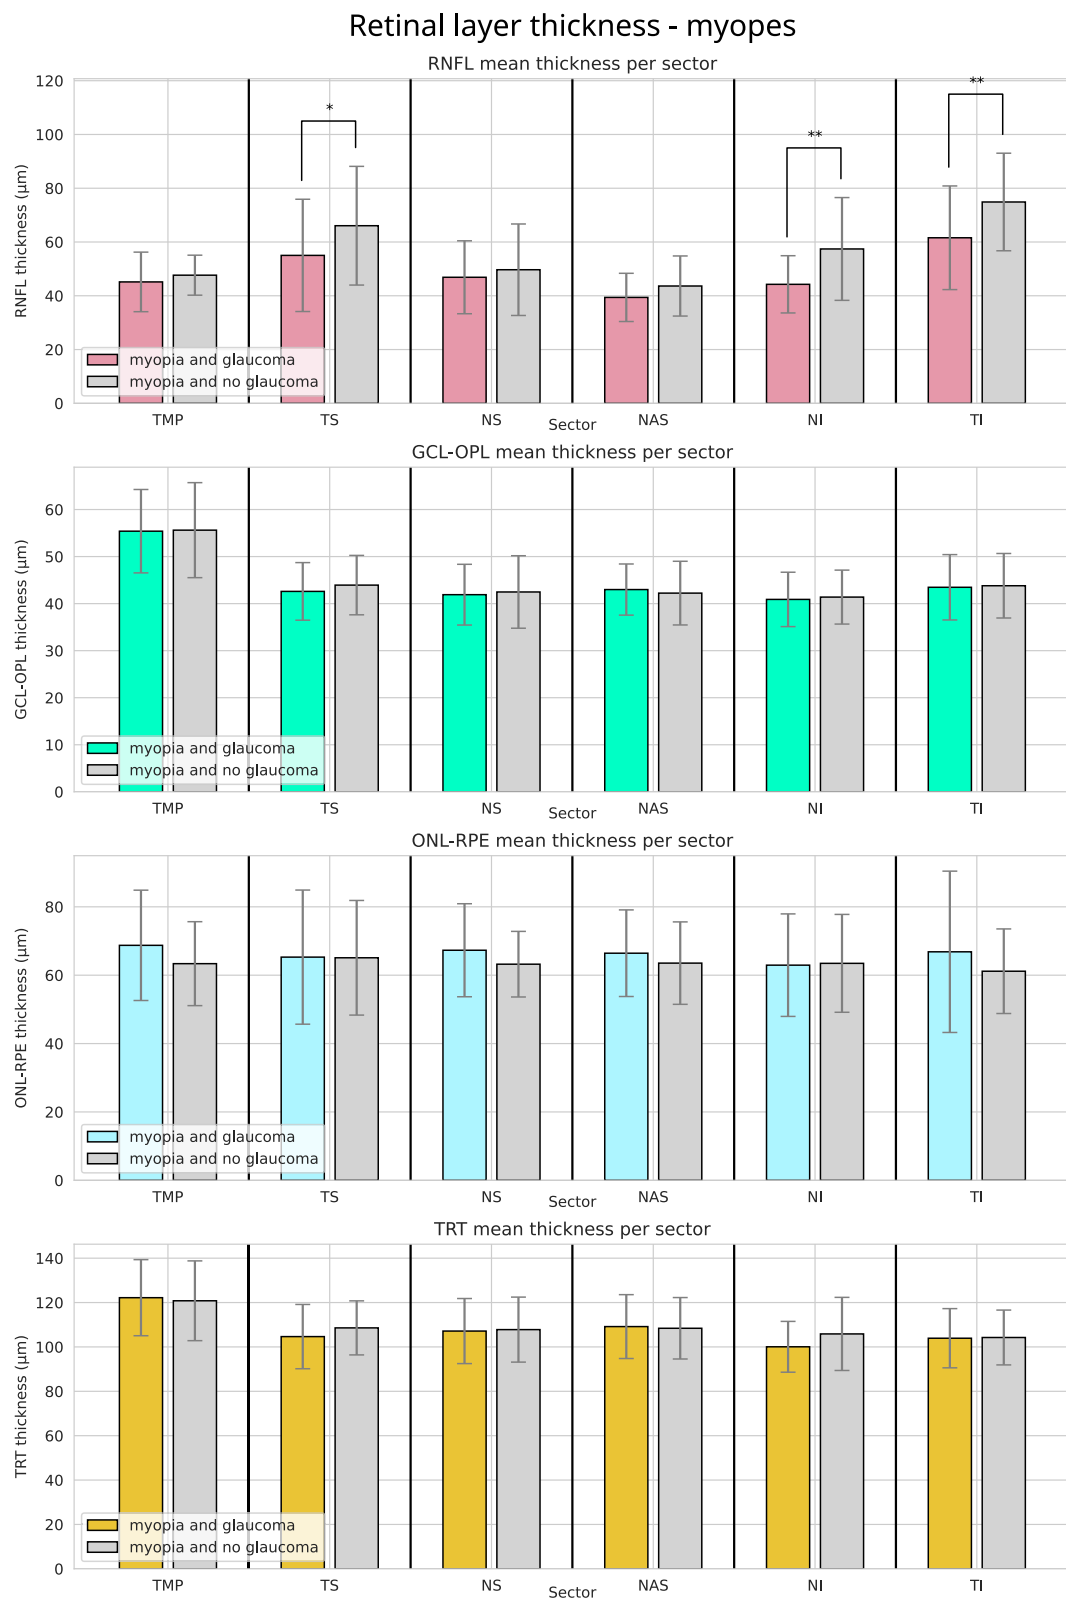 Retinal layer thickness - myopes
RNFL mean thickness per sector
RNFL thickness (μm)
120
100
80
60
40
20
0
*
**
**
myopia and glaucoma
myopia and no glaucoma
TMP TS NS NAS NI TI
Sector
GCL-OPL mean thickness per sector
GCL-OPL thickness (μm)
60
50
40
30
20
10
0
myopia and glaucoma
myopia and no glaucoma
TMP TS NS NAS NI TI
Sector
ONL-RPE mean thickness per sector
ONL-RPE thickness (μm)
80
60
40
20
0
myopia and glaucoma
myopia and no glaucoma
TMP TS NS NAS NI TI
Sector
TRT mean thickness per sector
TRT thickness (μm)
140
120
100
80
60
40
20
0
myopia and glaucoma
myopia and no glaucoma
TMP TS NS NAS NI TI
Sector